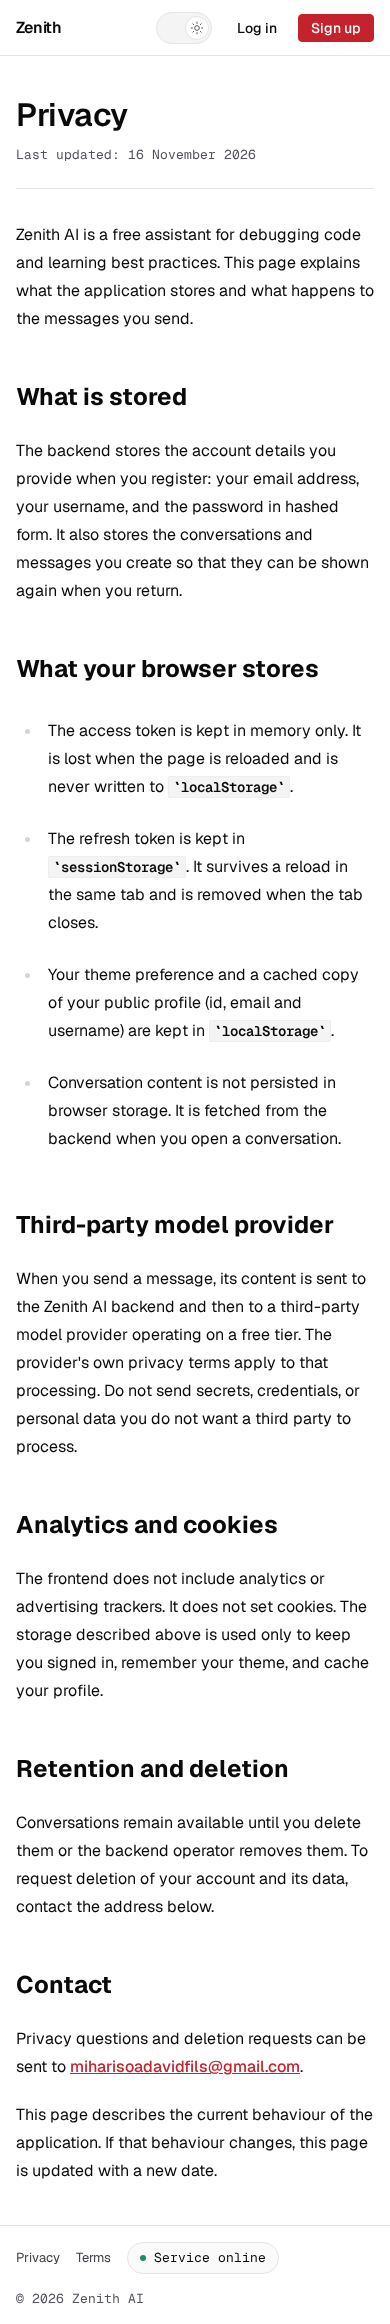 Zenith
Log in
Sign up
Privacy
Last updated: 16 November 2026
Zenith AI is a free assistant for debugging code
and learning best practices. This page explains
what the application stores and what happens to
the messages you send.
What is stored
The backend stores the account details you
provide when you register: your email address,
your username, and the password in hashed
form. It also stores the conversations and
messages you create so that they can be shown
again when you return.
What your browser stores
The access token is kept in memory only. It
is lost when the page is reloaded and is
never written to `localStorage`.
The refresh token is kept in
`sessionStorage`. It survives a reload in
the same tab and is removed when the tab
closes.
Your theme preference and a cached copy
of your public profile (id, email and
username) are kept in `localStorage`.
Conversation content is not persisted in
browser storage. It is fetched from the
backend when you open a conversation.
Third-party model provider
When you send a message, its content is sent to
the Zenith AI backend and then to a third-party
model provider operating on a free tier. The
provider's own privacy terms apply to that
processing. Do not send secrets, credentials, or
personal data you do not want a third party to
process.
Analytics and cookies
The frontend does not include analytics or
advertising trackers. It does not set cookies. The
storage described above is used only to keep
you signed in, remember your theme, and cache
your profile.
Retention and deletion
Conversations remain available until you delete
them or the backend operator removes them. To
request deletion of your account and its data,
contact the address below.
Contact
Privacy questions and deletion requests can be
sent to miharisoadavidfils@gmail.com.
This page describes the current behaviour of the
application. If that behaviour changes, this page
is updated with a new date.
Privacy
Terms
Service online
© 2026 Zenith AI